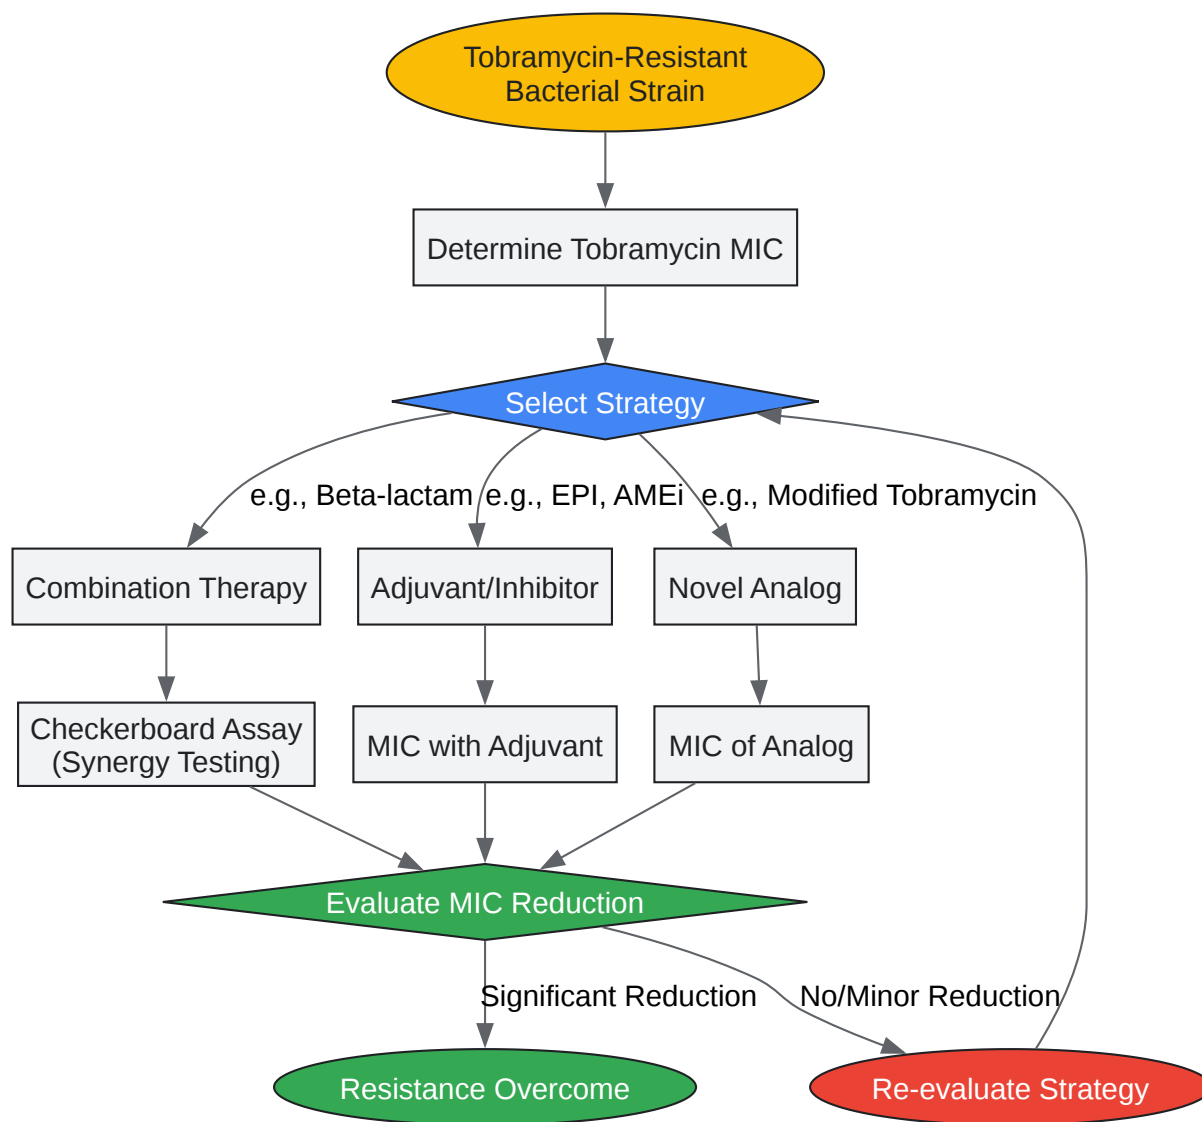 Tobramycin-Resistant
Bacterial Strain
Determine Tobramycin MIC
Select Strategy
e.g., Beta-lactam
e.g., EPI, AMEi
e.g., Modified Tobramycin
Combination Therapy
Adjuvant/Inhibitor
Novel Analog
Checkerboard Assay
(Synergy Testing)
MIC with Adjuvant
MIC of Analog
Evaluate MIC Reduction
Significant Reduction
No/Minor Reduction
Resistance Overcome
Re-evaluate Strategy